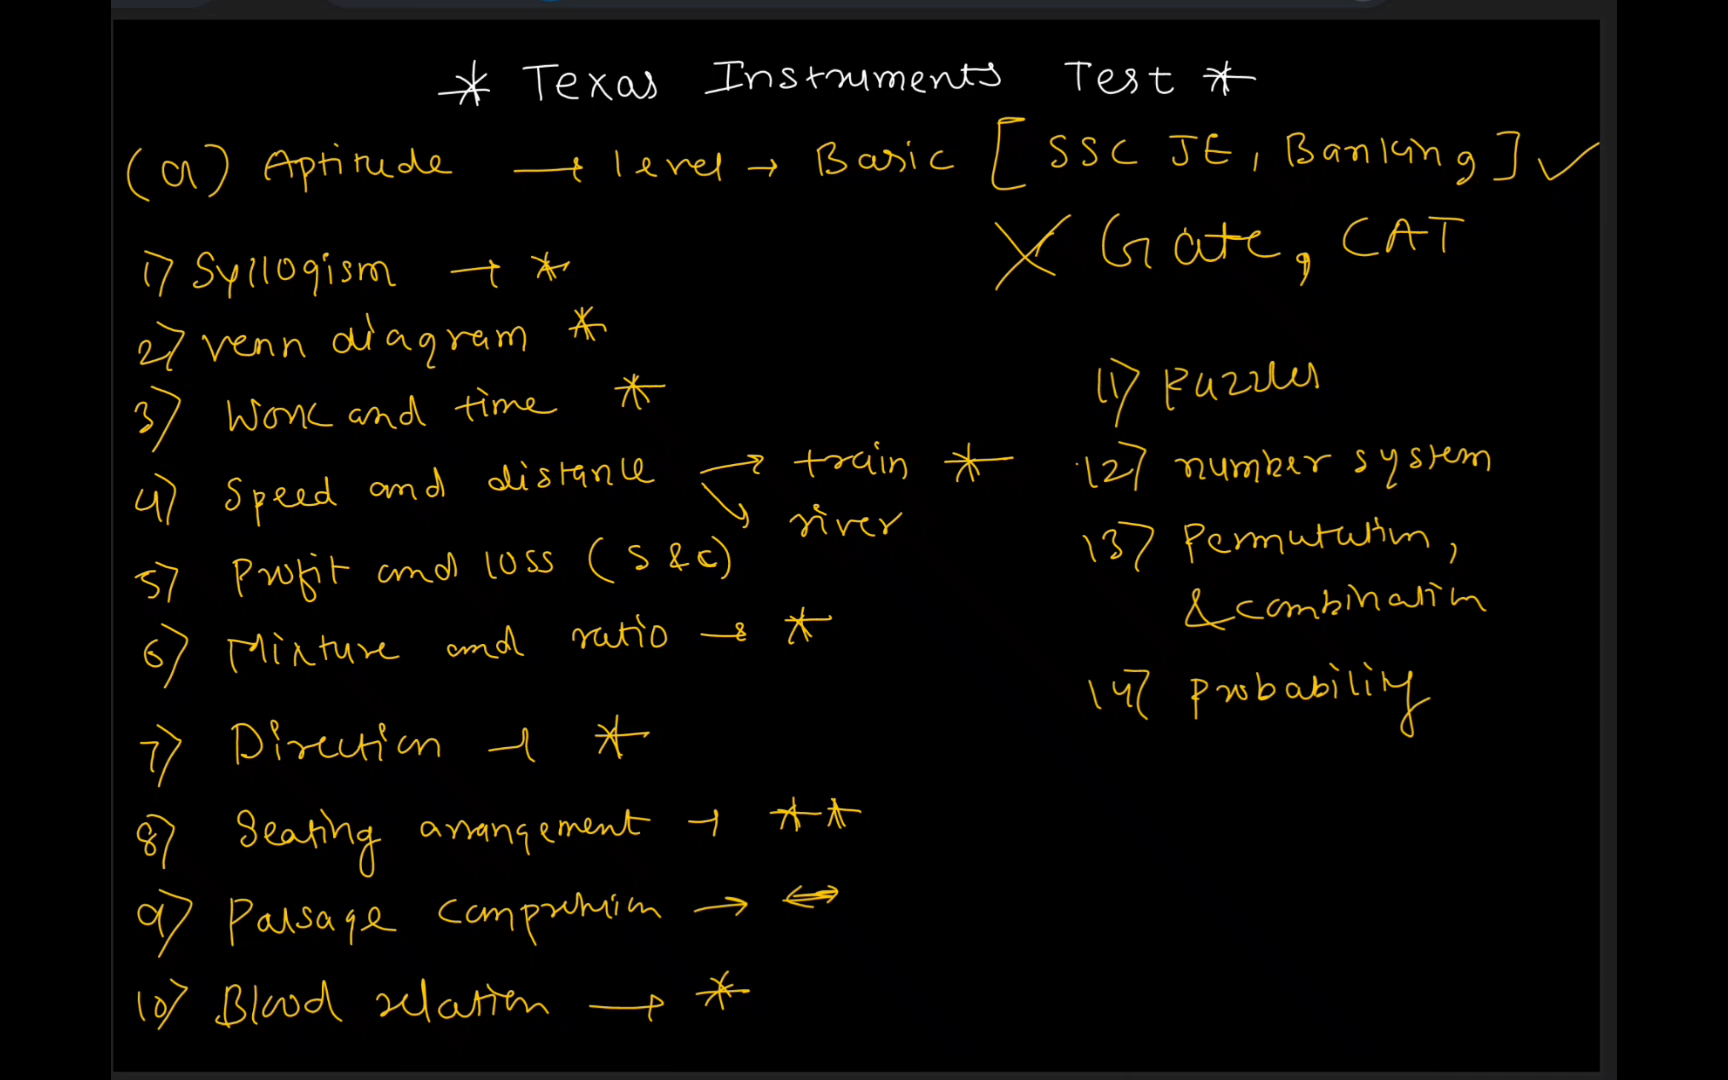 * Texas Instruments Test *
(a) Aptitude → level → Basic [SSC JE, Banking] ✓
X Gate, CAT
1) Syllogism → *
2) venn diagram *
3) Work and time *
4) Speed and distance → train *
↘ river
5) Profit and loss (S & C)
6) Mixture and ratio → *
7) Direction → *
8) Seating arrangement → **
9) Passage comprehension → ↔
10) Blood relation → *
11) Puzzles
12) number system
13) Permutation,
& combination
14) probability